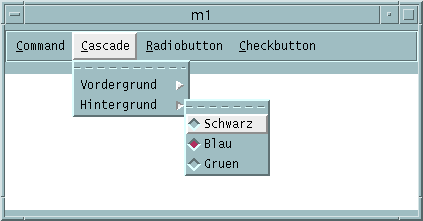 m1
Command Cascade Radiobutton Checkbutton
Vordergrund
Hintergrund
Schwarz
Blau
Gruen